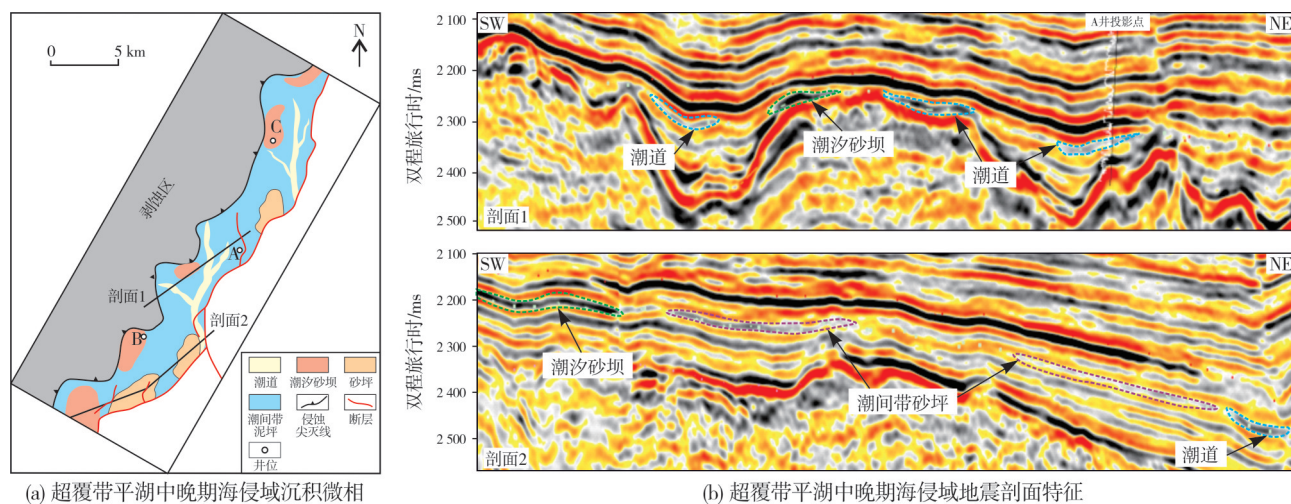 0 5 km
N
C
剥蚀区
A
剖面1
剖面2
B
潮道
潮汐砂坝
砂坪
潮间带
泥坪
侵蚀
尖灭线
断层
井位
(a) 超覆带平湖中晚期海侵域沉积微相
2 100
SW
A井投影点
NE
2 200
2 300
2 400
2 500
双程旅行时/ms
潮道
潮汐砂坝
潮道
剖面1
2 100
SW
NE
2 200
2 300
2 400
2 500
双程旅行时/ms
潮汐砂坝
潮间带砂坪
潮道
剖面2
(b) 超覆带平湖中晚期海侵域地震剖面特征